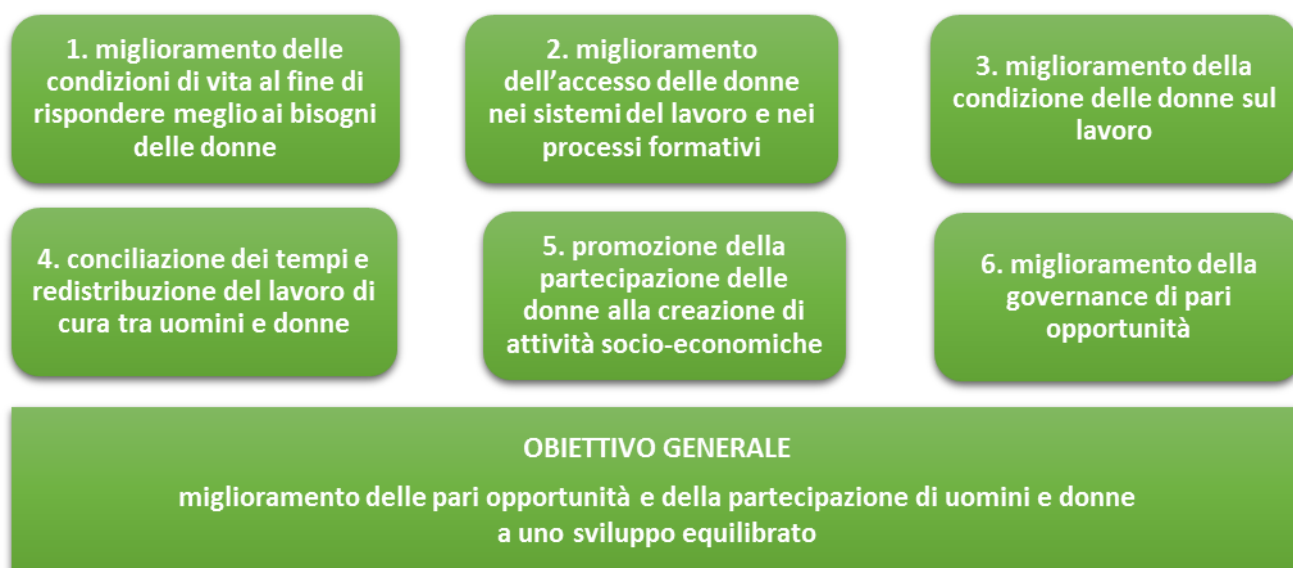 1. miglioramento delle
condizioni di vita al fine di
rispondere meglio ai bisogni
delle donne
2. miglioramento
dell'accesso delle donne
nei sistemi del lavoro e nei
processi formativi
3. miglioramento della
condizione delle donne sul
lavoro
4. conciliazione dei tempi e
redistribuzione del lavoro di
cura tra uomini e donne
5. promozione della
partecipazione delle
donne alla creazione di
attività socio-economiche
6. miglioramento della
governance di pari
opportunità
OBIETTIVO GENERALE
miglioramento delle pari opportunità e della partecipazione di uomini e donne
a uno sviluppo equilibrato